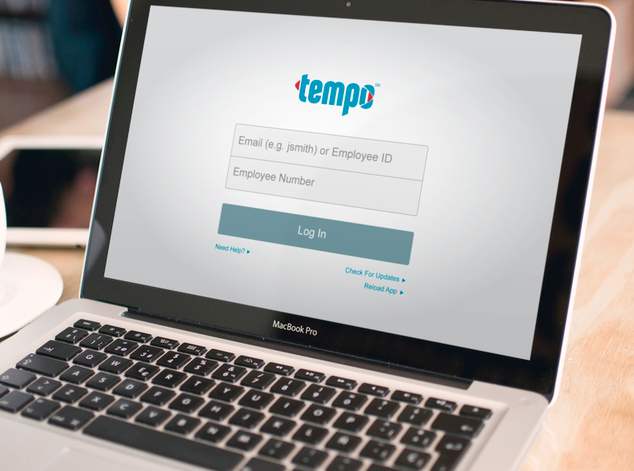 tempo
Email (e.g. jsmith) or Employee ID
Employee Number
Log In
Need Help?
Check For Updates
Reload App
MacBook Pro